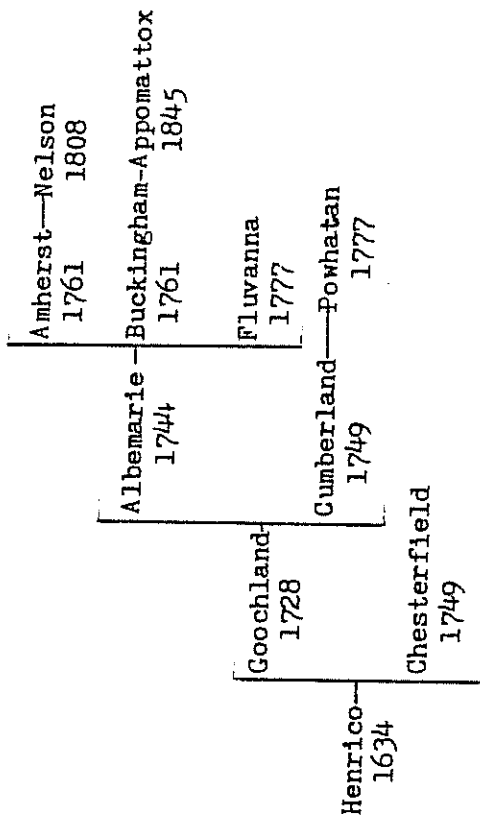 Amherst—Nelson
1761 1808
Albemarie—Buckingham-Appomattox
1744 1761 1845
Fluvanna
1777
Goochland
1728
Cumberland—Powhatan
1749 1777
Henrico
1634
Chesterfield
1749